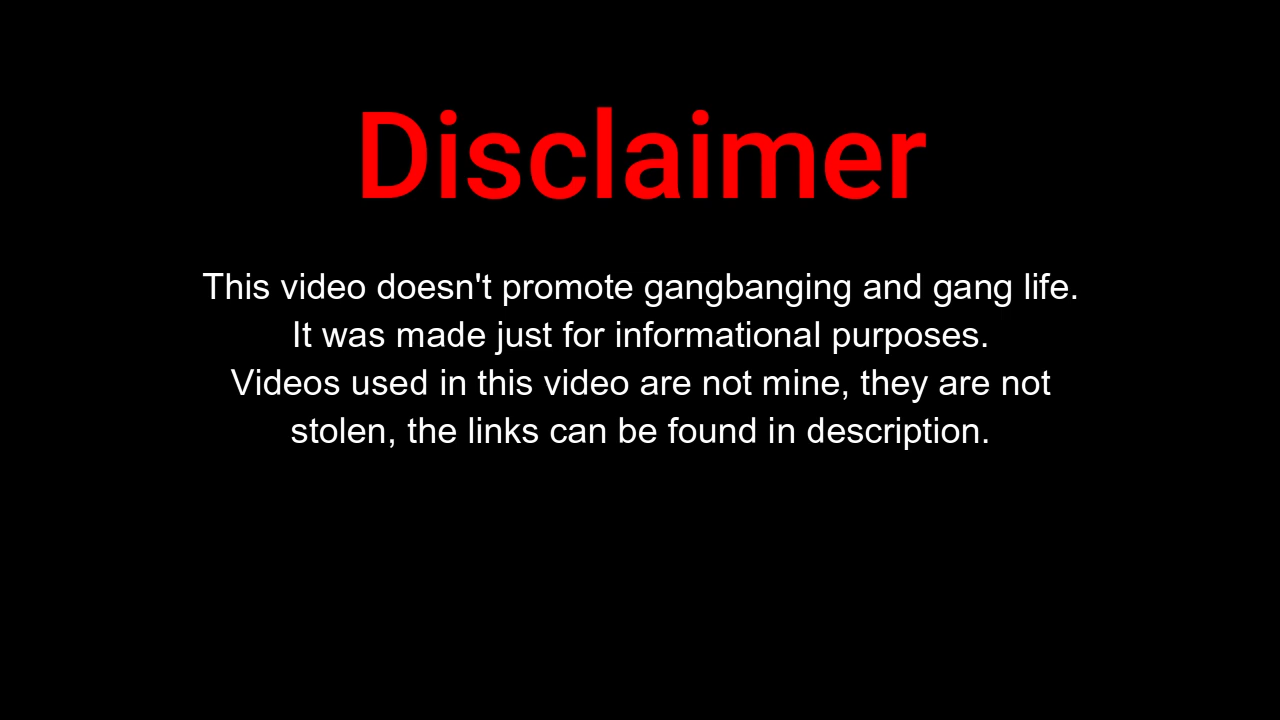 Disclaimer
This video doesn't promote gangbanging and gang life.
It was made just for informational purposes.
Videos used in this video are not mine, they are not
stolen, the links can be found in description.